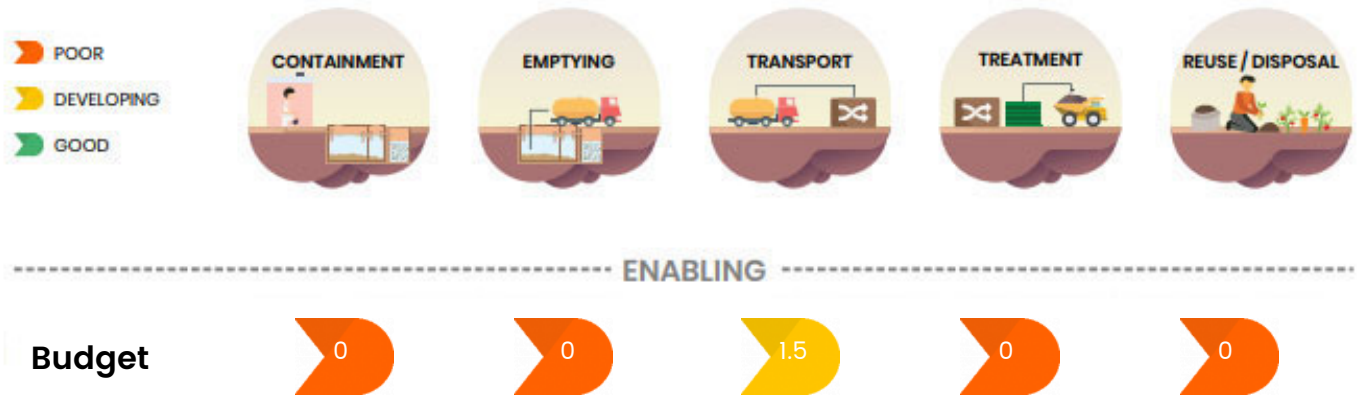 POOR
DEVELOPING
GOOD
CONTAINMENT
EMPTYING
TRANSPORT
TREATMENT
REUSE / DISPOSAL
ENABLING
Budget
0
0
1.5
0
0